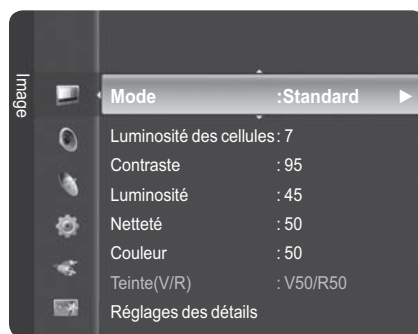 Image
Mode :Standard
Luminosité des cellules : 7
Contraste : 95
Luminosité : 45
Netteté : 50
Couleur : 50
Teinte(V/R) : V50/R50
Réglages des détails